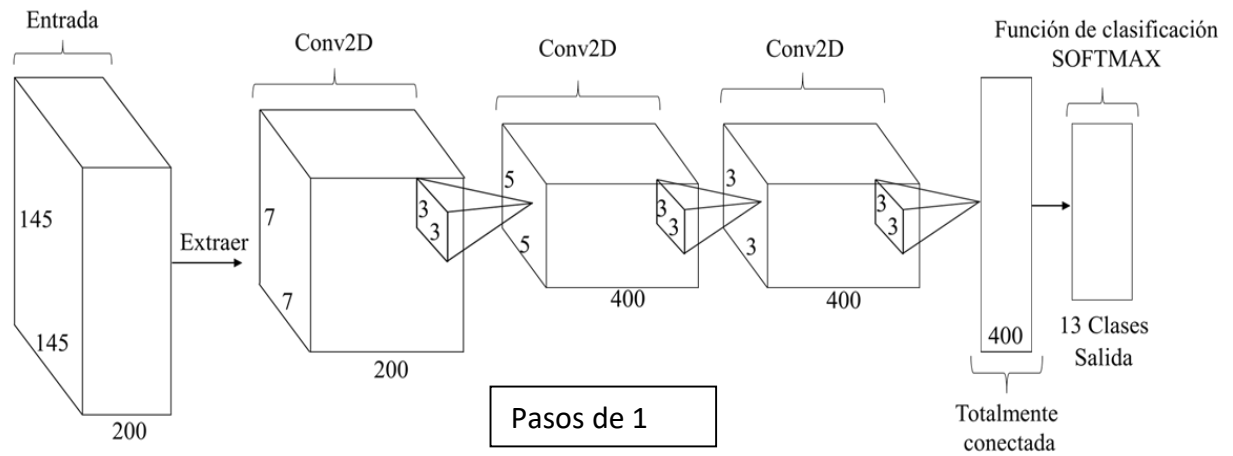 Entrada
145
145
200
Extraer
Conv2D
7
7
200
3
3
Conv2D
5
5
400
3
3
Conv2D
3
3
400
3
3
400
Totalmente
conectada
Función de clasificación
SOFTMAX
13 Clases
Salida
Pasos de 1